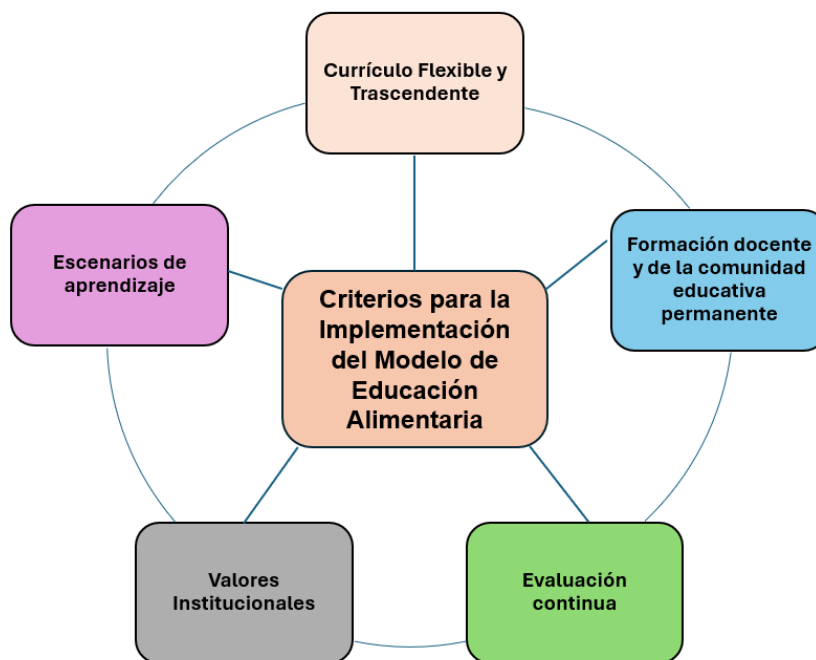 Currículo Flexible y
Trascendente
Formación docente
y de la comunidad
educativa
permanente
Escenarios de
aprendizaje
Criterios para la
Implementación
del Modelo de
Educación
Alimentaria
Valores
Institucionales
Evaluación
continua